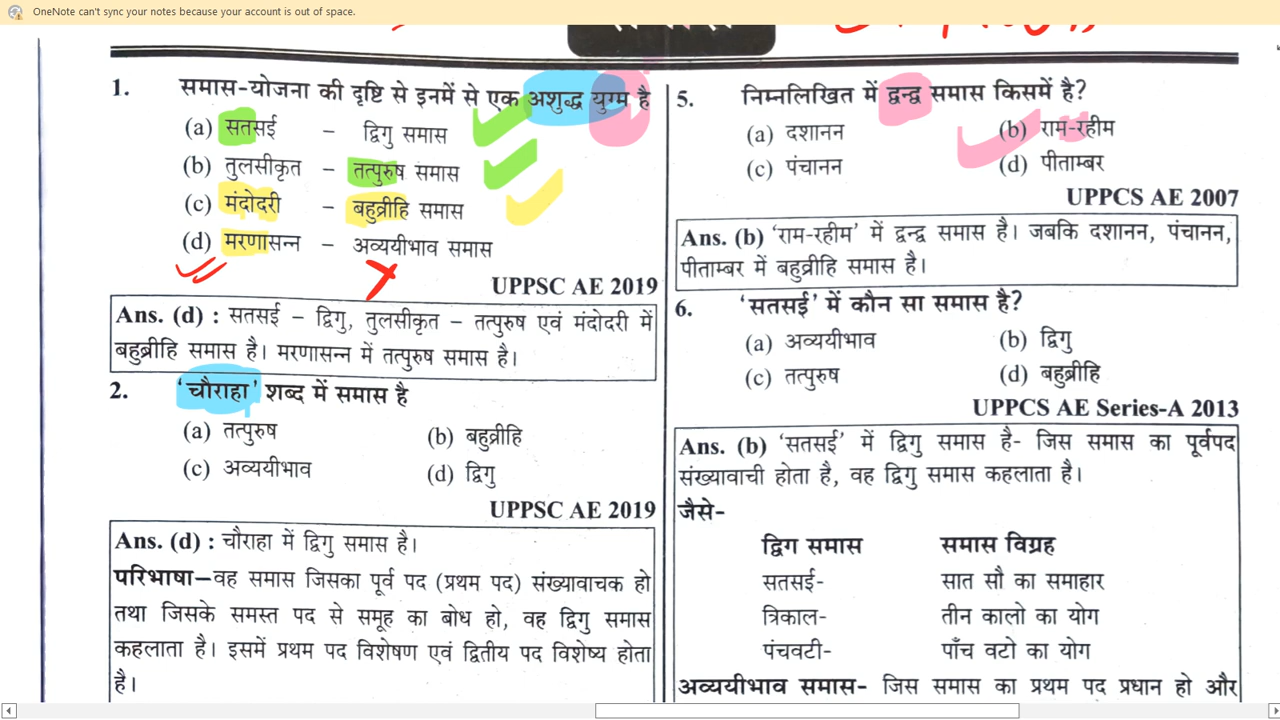 OneNote can't sync your notes because your account is out of space.
1. समास-योजना की दृष्टि से इनमें से एक अशुद्ध युग्म है
(a) सतसई – द्विगु समास
(b) तुलसीकृत – तत्पुरुष समास
(c) मंदोदरी – बहुव्रीहि समास
(d) मरणासन्न – अव्ययीभाव समास
UPPSC AE 2019
Ans. (d) : सतसई – द्विगु, तुलसीकृत – तत्पुरुष एवं मंदोदरी में
बहुब्रीहि समास है। मरणासन्न में तत्पुरुष समास है।
2. 'चौराहा' शब्द में समास है
(a) तत्पुरुष (b) बहुव्रीहि
(c) अव्ययीभाव (d) द्विगु
UPPSC AE 2019
Ans. (d) : चौराहा में द्विगु समास है।
परिभाषा–वह समास जिसका पूर्व पद (प्रथम पद) संख्यावाचक हो
तथा जिसके समस्त पद से समूह का बोध हो, वह द्विगु समास
कहलाता है। इसमें प्रथम पद विशेषण एवं द्वितीय पद विशेष्य होता
है।
5. निम्नलिखित में द्वन्द्व समास किसमें है?
(a) दशानन (b) राम-रहीम
(c) पंचानन (d) पीताम्बर
UPPCS AE 2007
Ans. (b) 'राम-रहीम' में द्वन्द्व समास है। जबकि दशानन, पंचानन,
पीताम्बर में बहुब्रीहि समास है।
6. 'सतसई' में कौन सा समास है?
(a) अव्ययीभाव (b) द्विगु
(c) तत्पुरुष (d) बहुब्रीहि
UPPCS AE Series-A 2013
Ans. (b) 'सतसई' में द्विगु समास है- जिस समास का पूर्वपद
संख्यावाची होता है, वह द्विगु समास कहलाता है।
जैसे-
द्विग समास समास विग्रह
सतसई- सात सौ का समाहार
त्रिकाल- तीन कालो का योग
पंचवटी- पाँच वटो का योग
अव्ययीभाव समास- जिस समास का प्रथम पद प्रधान हो और